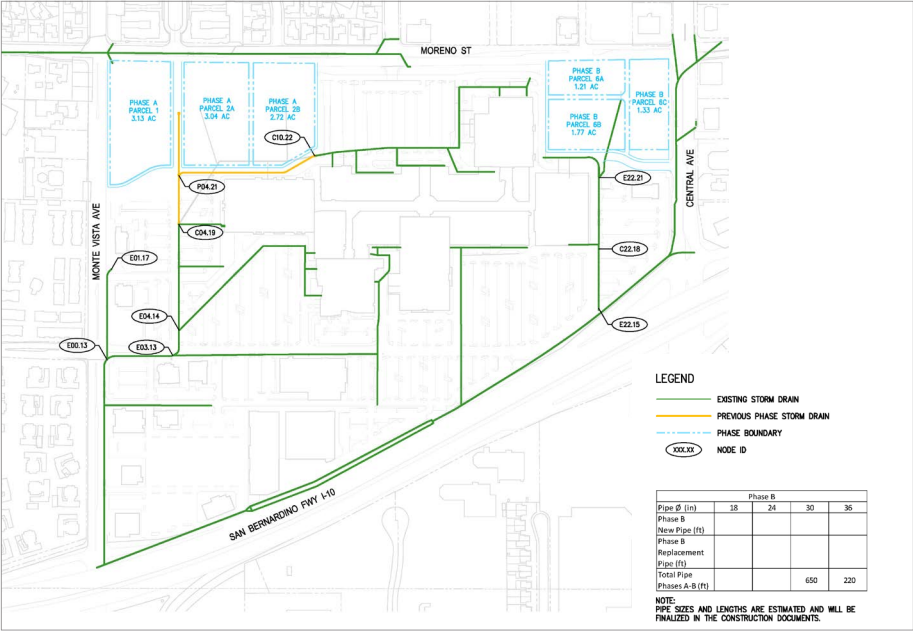 MORENO ST
PHASE A
PARCEL 1
3.13 AC
PHASE A
PARCEL 2A
3.04 AC
PHASE A
PARCEL 2B
2.72 AC
PHASE B
PARCEL 6A
1.21 AC
PHASE B
PARCEL 6B
1.77 AC
PHASE B
PARCEL 6C
1.33 AC
C10.22
P04.21
C04.19
E01.17
E04.14
E00.13
E03.13
E22.21
C22.18
E22.15
MONTE VISTA AVE
CENTRAL AVE
SAN BERNARDINO FWY I-10
LEGEND
EXISTING STORM DRAIN
PREVIOUS PHASE STORM DRAIN
PHASE BOUNDARY
XXX.XX NODE ID
Phase B
Pipe Ø (in) 18 24 30 36
Phase B
New Pipe (ft)
Phase B
Replacement
Pipe (ft)
Total Pipe
Phases A-B (ft) 650 220
NOTE:
PIPE SIZES AND LENGTHS ARE ESTIMATED AND WILL BE
FINALIZED IN THE CONSTRUCTION DOCUMENTS.